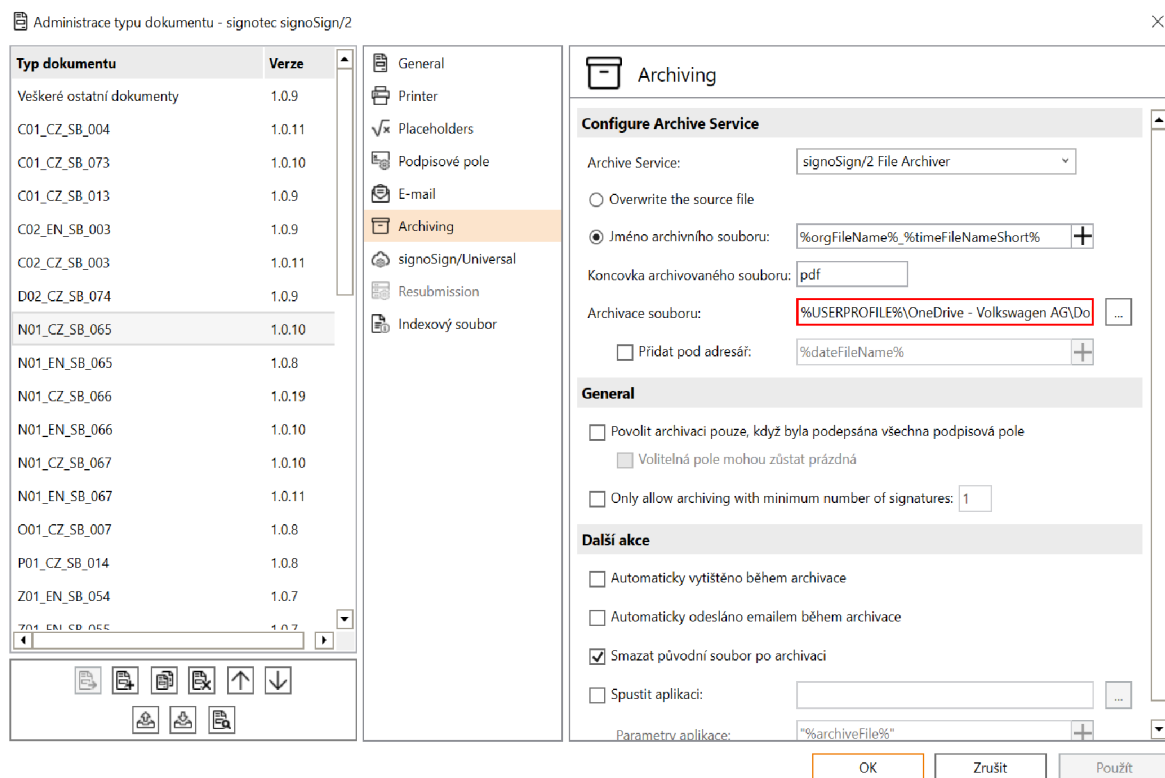 Administrace typu dokumentu - signotec signoSign/2
Typ dokumentu Verze
Veškeré ostatní dokumenty 1.0.9
C01_CZ_SB_004 1.0.11
C01_CZ_SB_073 1.0.10
C01_CZ_SB_013 1.0.9
C02_EN_SB_003 1.0.9
C02_CZ_SB_003 1.0.11
D02_CZ_SB_074 1.0.9
N01_CZ_SB_065 1.0.10
N01_EN_SB_065 1.0.8
N01_CZ_SB_066 1.0.19
N01_EN_SB_066 1.0.10
N01_CZ_SB_067 1.0.10
N01_EN_SB_067 1.0.11
O01_CZ_SB_007 1.0.8
P01_CZ_SB_014 1.0.8
Z01_EN_SB_054 1.0.7
Z01_EN_SB_055 1.0.7
General
Printer
Placeholders
Podpisové pole
E-mail
Archiving
signoSign/Universal
Resubmission
Indexový soubor
Archiving
Configure Archive Service
Archive Service: signoSign/2 File Archiver
Overwrite the source file
Jméno archivního souboru: %orgFileName%_%timeFileNameShort%
Koncovka archivovaného souboru: pdf
Archivace souboru: %USERPROFILE%\OneDrive - Volkswagen AG\Do ...
Přidat pod adresář: %dateFileName%
General
Povolit archivaci pouze, když byla podepsána všechna podpisová pole
Volitelná pole mohou zůstat prázdná
Only allow archiving with minimum number of signatures: 1
Další akce
Automaticky vytištěno během archivace
Automaticky odesláno emailem během archivace
Smazat původní soubor po archivaci
Spustit aplikaci: ...
Parametry aplikace: "%archiveFile%"
OK Zrušit Použít